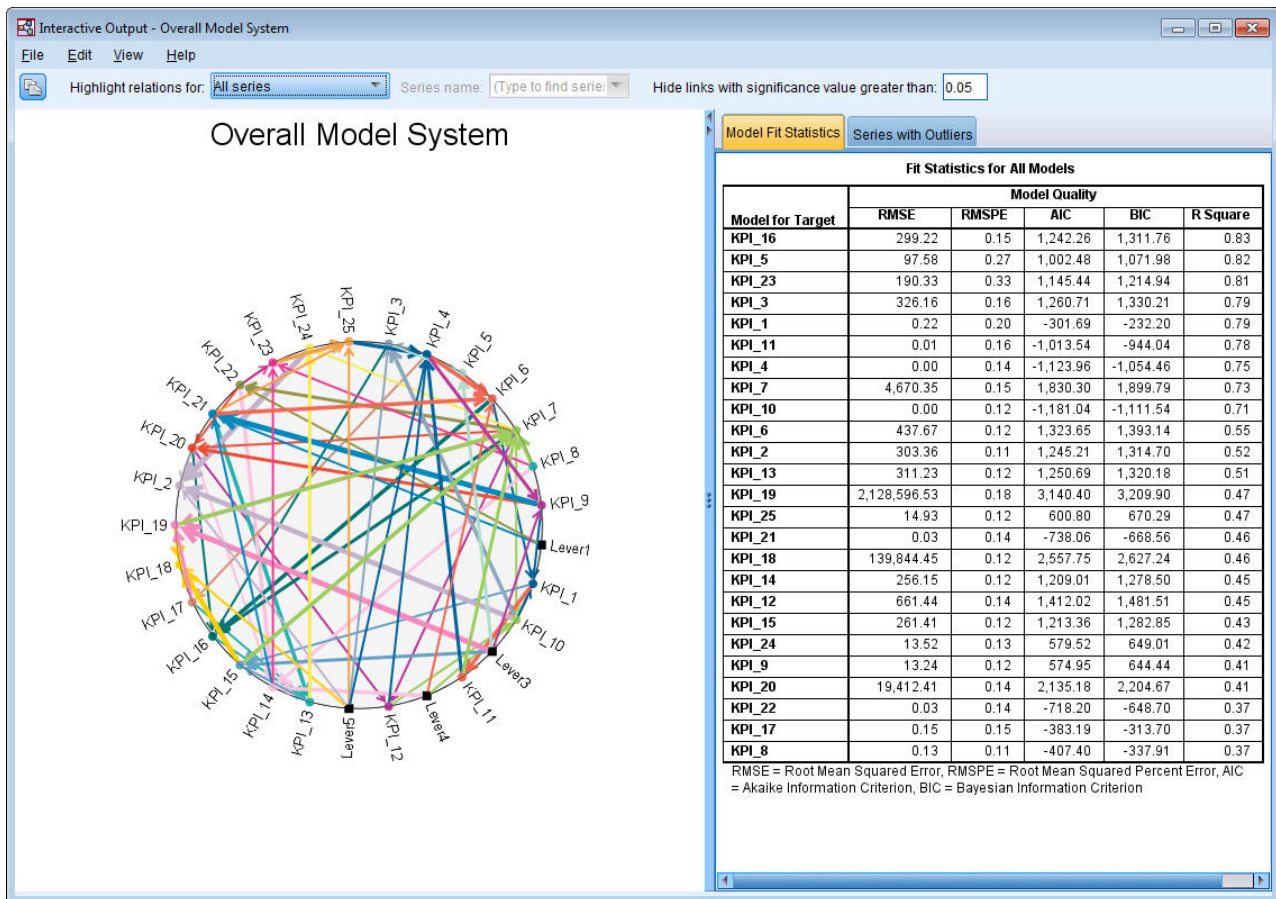 Interactive Output - Overall Model System
File Edit View Help
Highlight relations for: All series Series name: (Type to find serie: Hide links with significance value greater than: 0.05
Overall Model System
KPI_3
KPI_4
KPI_5
KPI_6
KPI_7
KPI_8
KPI_9
Lever1
KPI_1
KPI_10
Lever3
KPI_11
Lever4
KPI_12
Lever5
KPI_13
KPI_14
KPI_15
KPI_16
KPI_17
KPI_18
KPI_19
KPI_2
KPI_20
KPI_21
KPI_22
KPI_23
KPI_24
KPI_25
Model Fit Statistics Series with Outliers
Fit Statistics for All Models
Model Quality
Model for Target RMSE RMSPE AIC BIC R Square
KPI_16 299.22 0.15 1,242.26 1,311.76 0.83
KPI_5 97.58 0.27 1,002.48 1,071.98 0.82
KPI_23 190.33 0.33 1,145.44 1,214.94 0.81
KPI_3 326.16 0.16 1,260.71 1,330.21 0.79
KPI_1 0.22 0.20 -301.69 -232.20 0.79
KPI_11 0.01 0.16 -1,013.54 -944.04 0.78
KPI_4 0.00 0.14 -1,123.96 -1,054.46 0.75
KPI_7 4,670.35 0.15 1,830.30 1,899.79 0.73
KPI_10 0.00 0.12 -1,181.04 -1,111.54 0.71
KPI_6 437.67 0.12 1,323.65 1,393.14 0.55
KPI_2 303.36 0.11 1,245.21 1,314.70 0.52
KPI_13 311.23 0.12 1,250.69 1,320.18 0.51
KPI_19 2,128,596.53 0.18 3,140.40 3,209.90 0.47
KPI_25 14.93 0.12 600.80 670.29 0.47
KPI_21 0.03 0.14 -738.06 -668.56 0.46
KPI_18 139,844.45 0.12 2,557.75 2,627.24 0.46
KPI_14 256.15 0.12 1,209.01 1,278.50 0.45
KPI_12 661.44 0.14 1,412.02 1,481.51 0.45
KPI_15 261.41 0.12 1,213.36 1,282.85 0.43
KPI_24 13.52 0.13 579.52 649.01 0.42
KPI_9 13.24 0.12 574.95 644.44 0.41
KPI_20 19,412.41 0.14 2,135.18 2,204.67 0.41
KPI_22 0.03 0.14 -718.20 -648.70 0.37
KPI_17 0.15 0.15 -383.19 -313.70 0.37
KPI_8 0.13 0.11 -407.40 -337.91 0.37
RMSE = Root Mean Squared Error, RMSPE = Root Mean Squared Percent Error, AIC
= Akaike Information Criterion, BIC = Bayesian Information Criterion